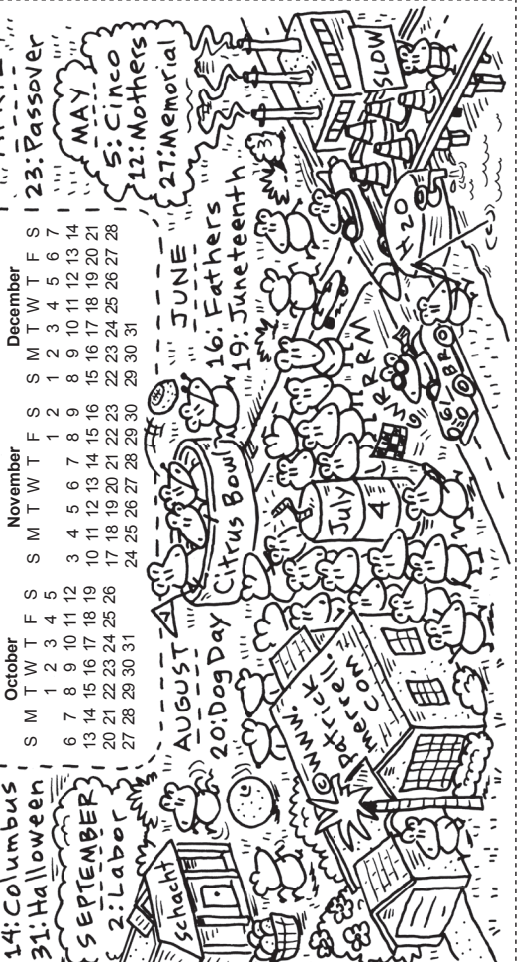 14: Columbus
31: Halloween
SEPTEMBER
2: Labor
October
S M T W T F S
1 2 3 4 5
6 7 8 9 10 11 12
13 14 15 16 17 18 19
20 21 22 23 24 25 26
27 28 29 30 31
November
S M T W T F S
1 2
3 4 5 6 7 8 9
10 11 12 13 14 15 16
17 18 19 20 21 22 23
24 25 26 27 28 29 30
December
S M T W T F S
1 2 3 4 5 6 7
8 9 10 11 12 13 14
15 16 17 18 19 20 21
22 23 24 25 26 27 28
29 30 31
23: Passover
MAY
5: Cinco
12: Mothers
27: Memorial
AUGUST
20: Dog Day
JUNE
16: Fathers
19: Juneteenth
schacht
Citrus Bowl
SLOW
© www.
Patrick
merrell.
com
July
4
H20